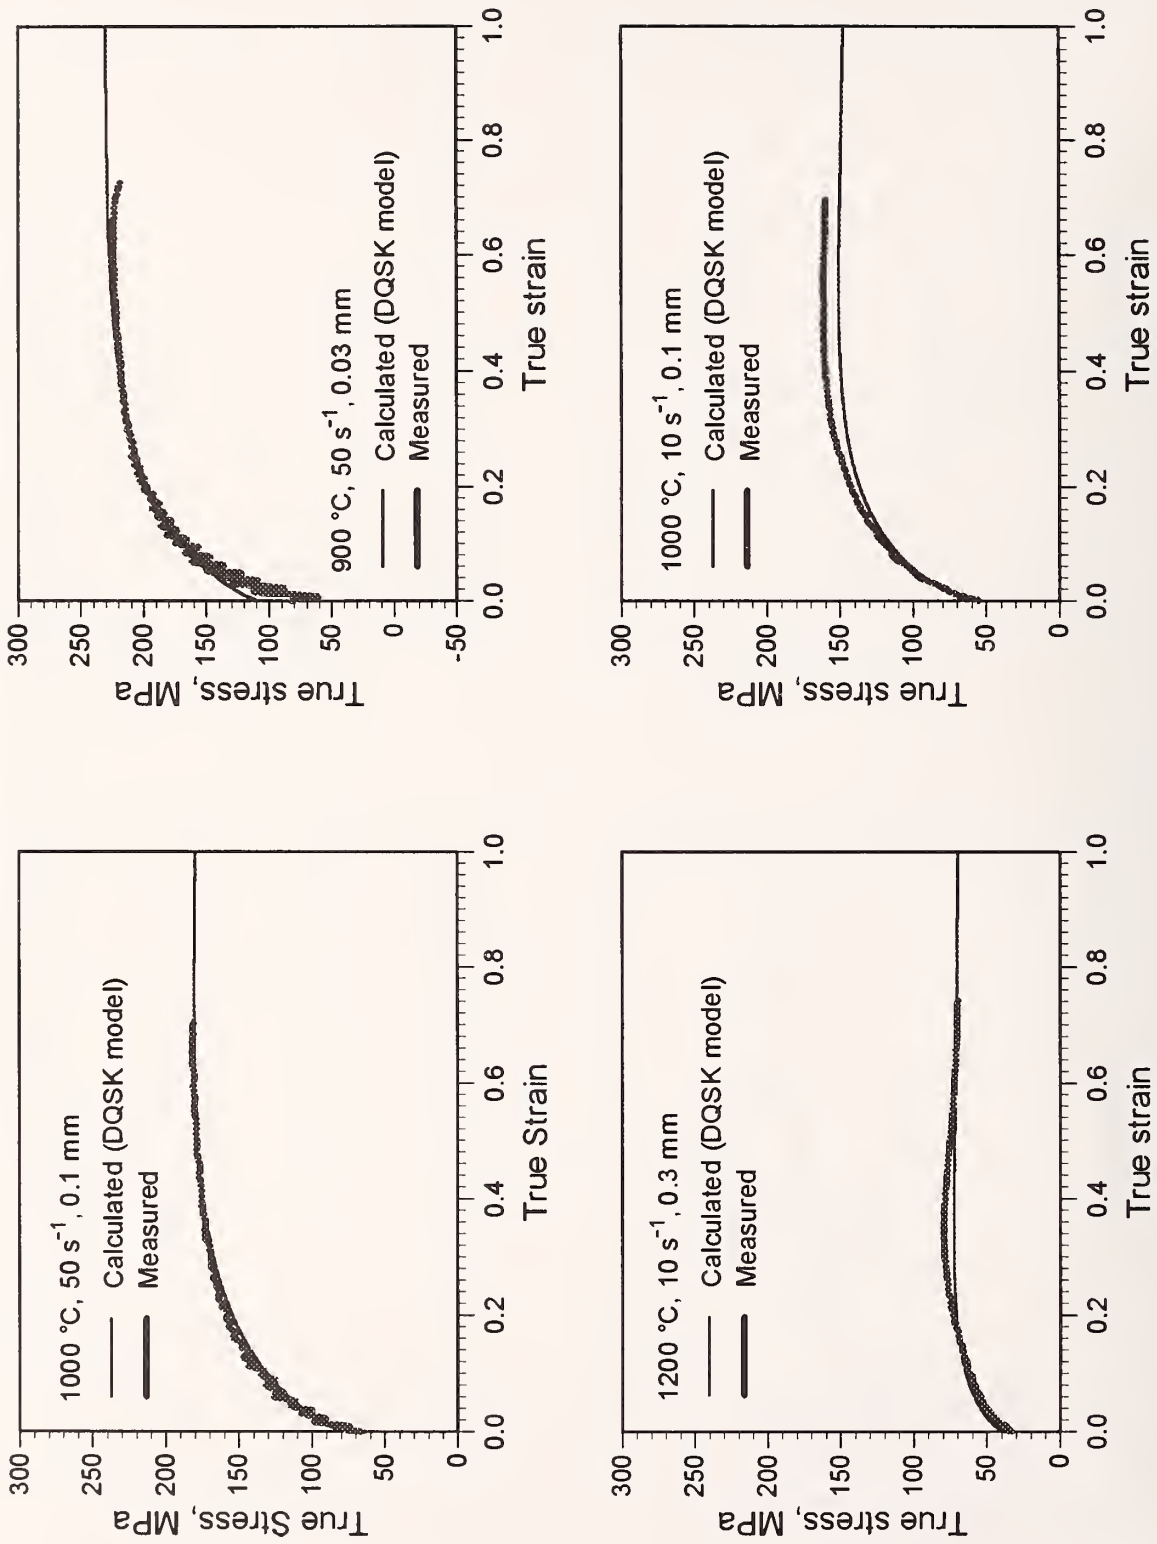 True Stress, MPa
300
250
200
150
100
50
0
1000 °C, 50 s⁻¹, 0.1 mm
Calculated (DQSK model)
Measured
0.0 0.2 0.4 0.6 0.8 1.0
True Strain
True stress, MPa
300
250
200
150
100
50
0
-50
900 °C, 50 s⁻¹, 0.03 mm
Calculated (DQSK model)
Measured
0.0 0.2 0.4 0.6 0.8 1.0
True strain
True stress, MPa
300
250
200
150
100
50
0
1200 °C, 10 s⁻¹, 0.3 mm
Calculated (DQSK model)
Measured
0.0 0.2 0.4 0.6 0.8 1.0
True strain
True stress, MPa
300
250
200
150
100
50
0
1000 °C, 10 s⁻¹, 0.1 mm
Calculated (DQSK model)
Measured
0.0 0.2 0.4 0.6 0.8 1.0
True strain